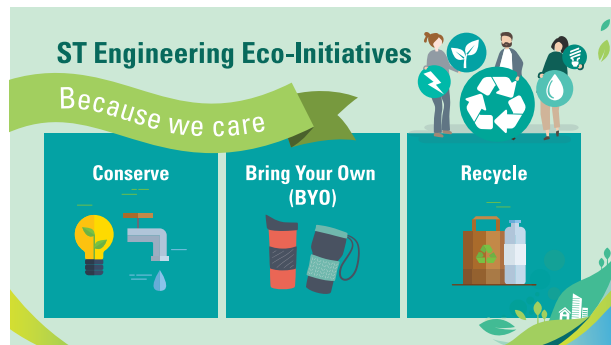 ST Engineering Eco-Initiatives
Because we care
Conserve
Bring Your Own
(BYO)
Recycle